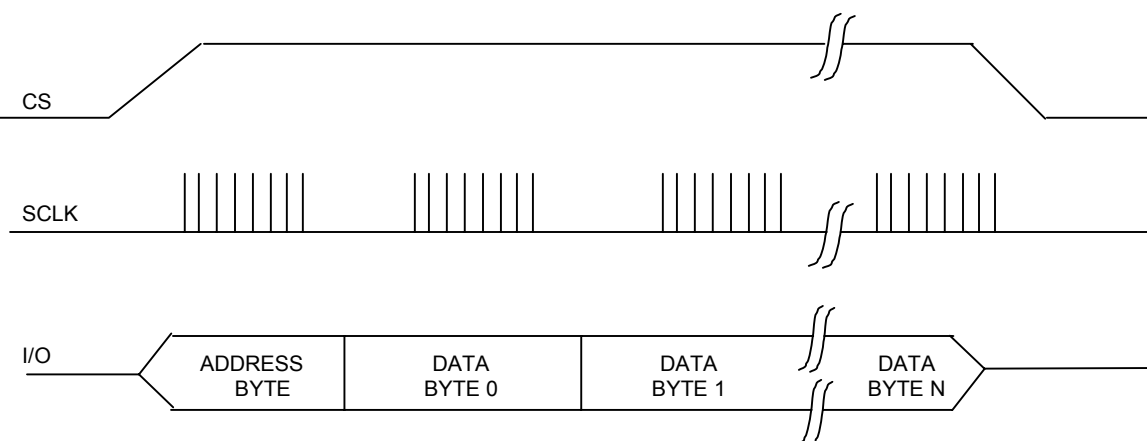 CS
SCLK
I/O
ADDRESS
BYTE
DATA
BYTE 0
DATA
BYTE 1
DATA
BYTE N